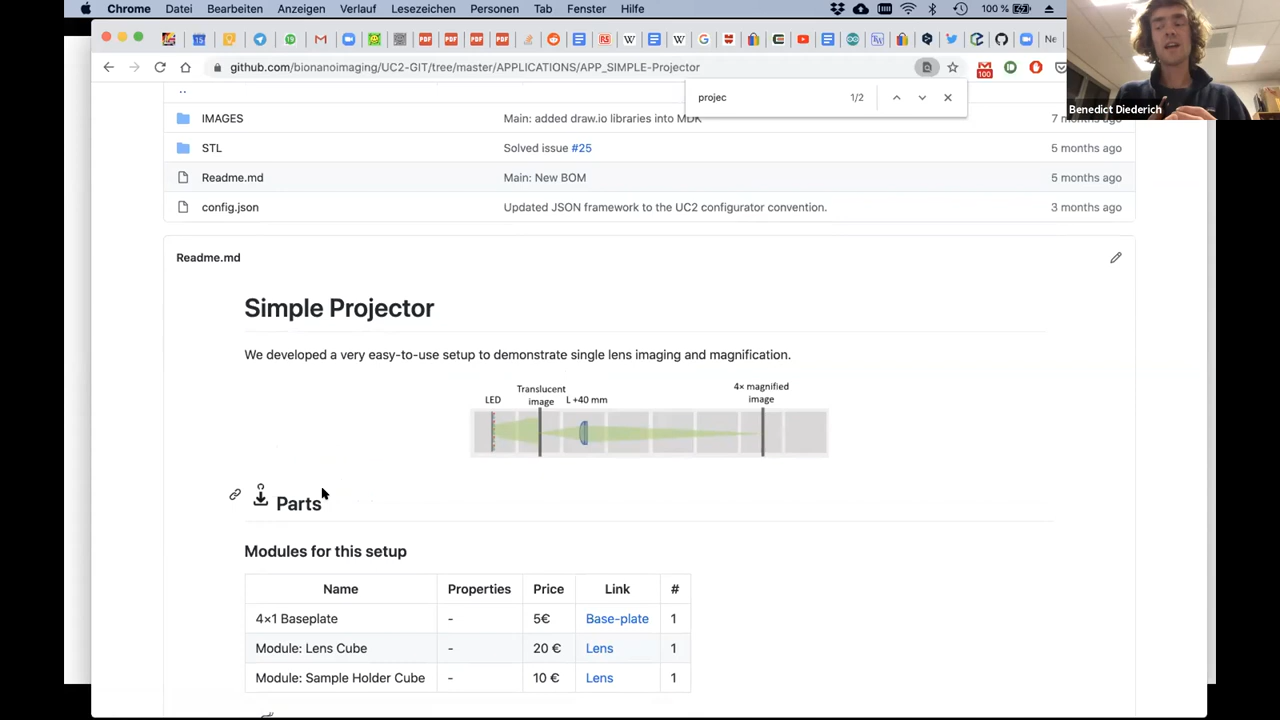 Chrome Datei Bearbeiten Anzeigen Verlauf Lesezeichen Personen Tab Fenster Hilfe 100 %
github.com/bionanoimaging/UC2-GIT/tree/master/APPLICATIONS/APP_SIMPLE-Projector
100
projec 1/2
Benedict Diederich
..
IMAGES Main: added draw.io libraries into MDK 7 months ago
STL Solved issue #25 5 months ago
Readme.md Main: New BOM 5 months ago
config.json Updated JSON framework to the UC2 configurator convention. 3 months ago
Readme.md
Simple Projector
We developed a very easy-to-use setup to demonstrate single lens imaging and magnification.
LED Translucent image L +40 mm 4× magnified image
Parts
Modules for this setup
Name Properties Price Link #
4×1 Baseplate - 5€ Base-plate 1
Module: Lens Cube - 20 € Lens 1
Module: Sample Holder Cube - 10 € Lens 1